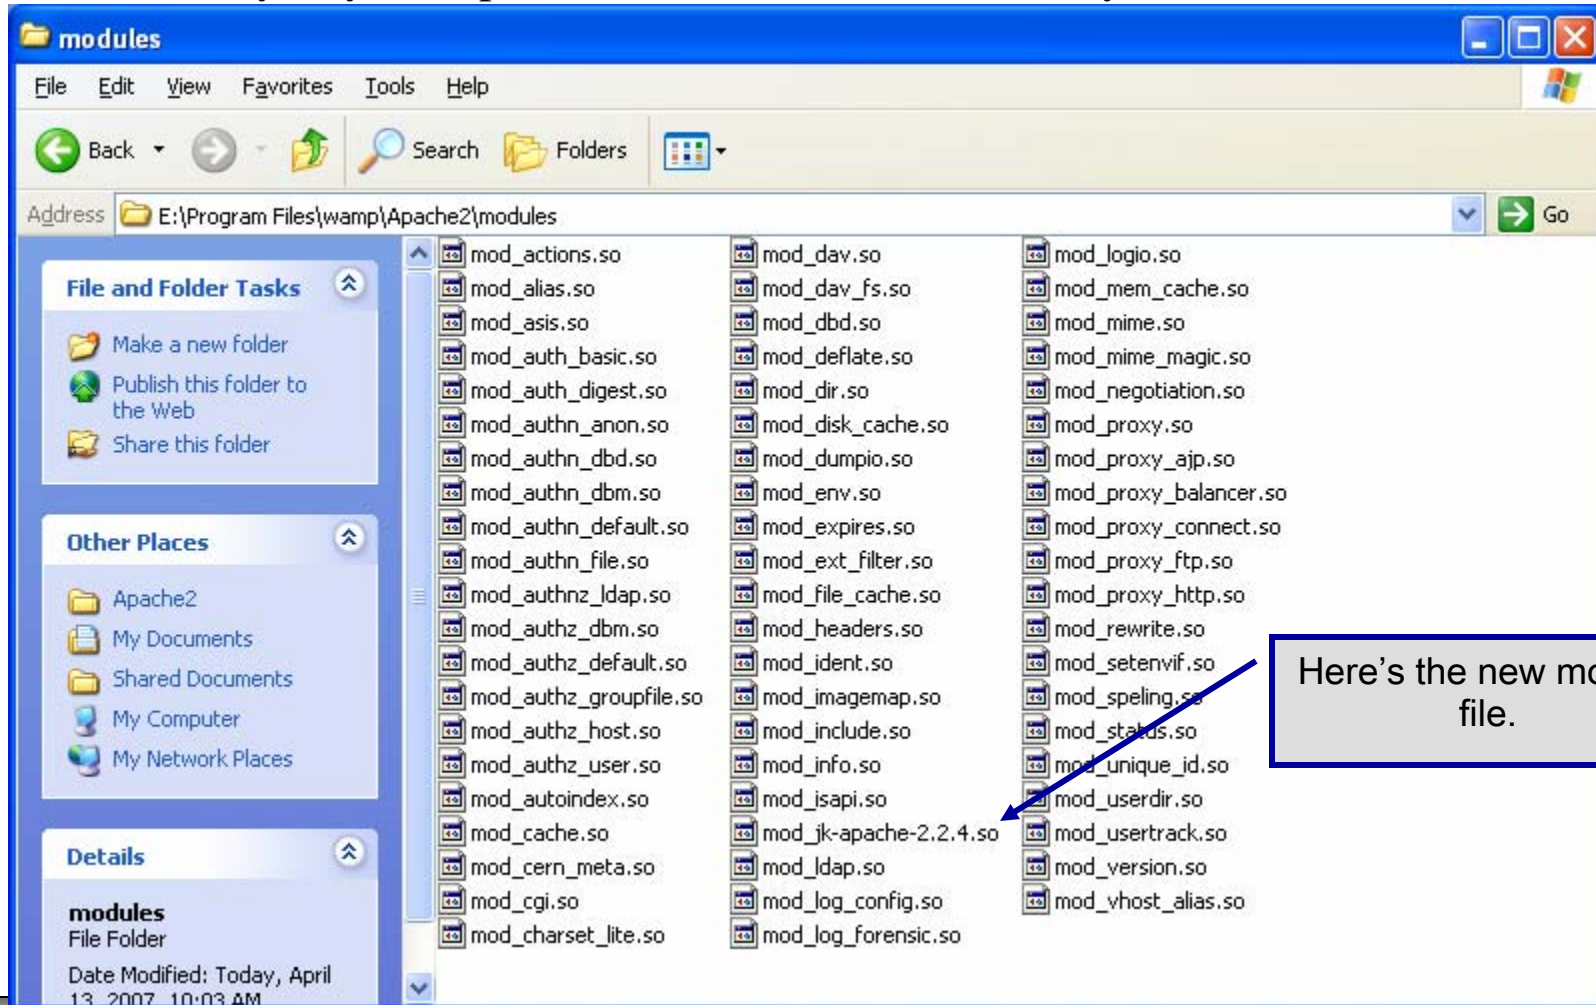 modules
File Edit View Favorites Tools Help
Back Search Folders
Address E:\Program Files\wamp\Apache2\modules Go
File and Folder Tasks
Make a new folder
Publish this folder to
the Web
Share this folder
Other Places
Apache2
My Documents
Shared Documents
My Computer
My Network Places
Details
modules
File Folder
Date Modified: Today, April
13, 2007, 10:03 AM
mod_actions.so
mod_alias.so
mod_asis.so
mod_auth_basic.so
mod_auth_digest.so
mod_authn_anon.so
mod_authn_dbd.so
mod_authn_dbm.so
mod_authn_default.so
mod_authn_file.so
mod_authnz_ldap.so
mod_authz_dbm.so
mod_authz_default.so
mod_authz_groupfile.so
mod_authz_host.so
mod_authz_user.so
mod_autoindex.so
mod_cache.so
mod_cern_meta.so
mod_cgi.so
mod_charset_lite.so
mod_dav.so
mod_dav_fs.so
mod_dbd.so
mod_deflate.so
mod_dir.so
mod_disk_cache.so
mod_dumpio.so
mod_env.so
mod_expires.so
mod_ext_filter.so
mod_file_cache.so
mod_headers.so
mod_ident.so
mod_imagemap.so
mod_include.so
mod_info.so
mod_isapi.so
mod_jk-apache-2.2.4.so
mod_ldap.so
mod_log_config.so
mod_log_forensic.so
mod_logio.so
mod_mem_cache.so
mod_mime.so
mod_mime_magic.so
mod_negotiation.so
mod_proxy.so
mod_proxy_ajp.so
mod_proxy_balancer.so
mod_proxy_connect.so
mod_proxy_ftp.so
mod_proxy_http.so
mod_rewrite.so
mod_setenvif.so
mod_speling.so
mod_status.so
mod_unique_id.so
mod_userdir.so
mod_usertrack.so
mod_version.so
mod_vhost_alias.so
Here’s the new
file.